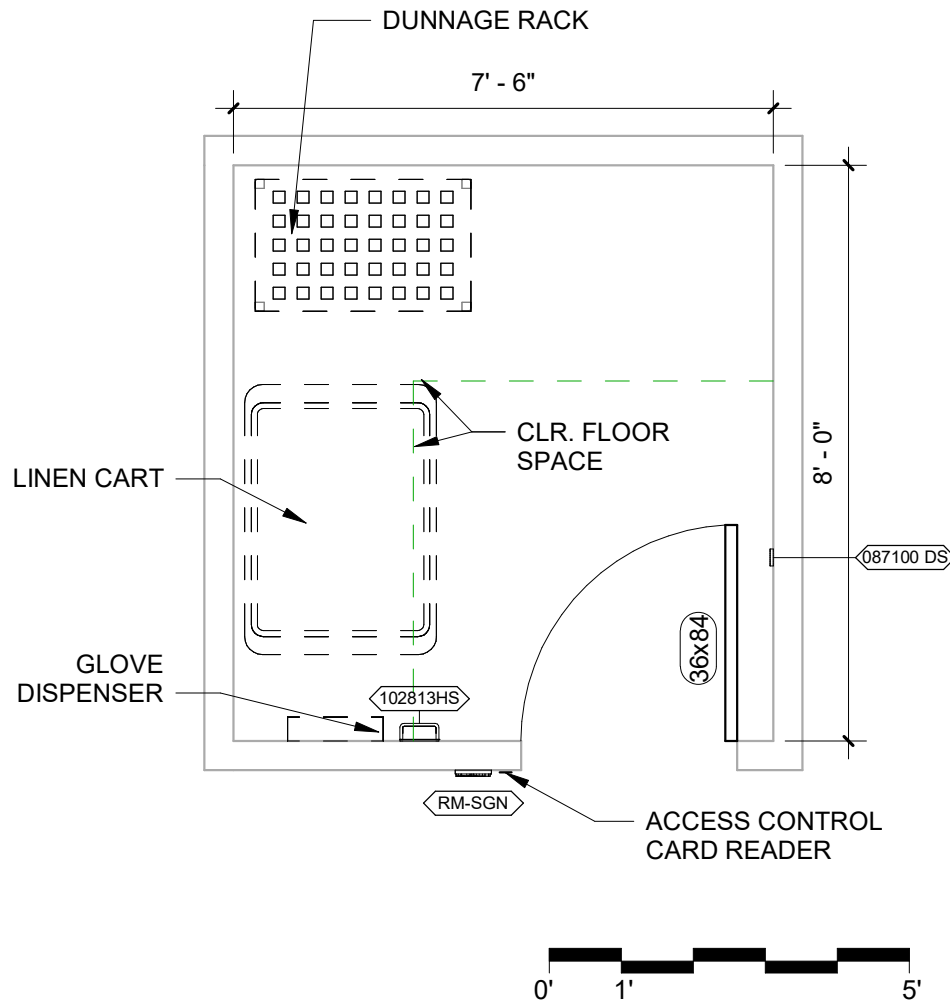 DUNNAGE RACK
7' - 6"
CLR. FLOOR
SPACE
8' - 0"
LINEN CART
087100 DS
36x84
GLOVE
DISPENSER
102813HS
RM-SGN
ACCESS CONTROL
CARD READER
0' 1' 5'